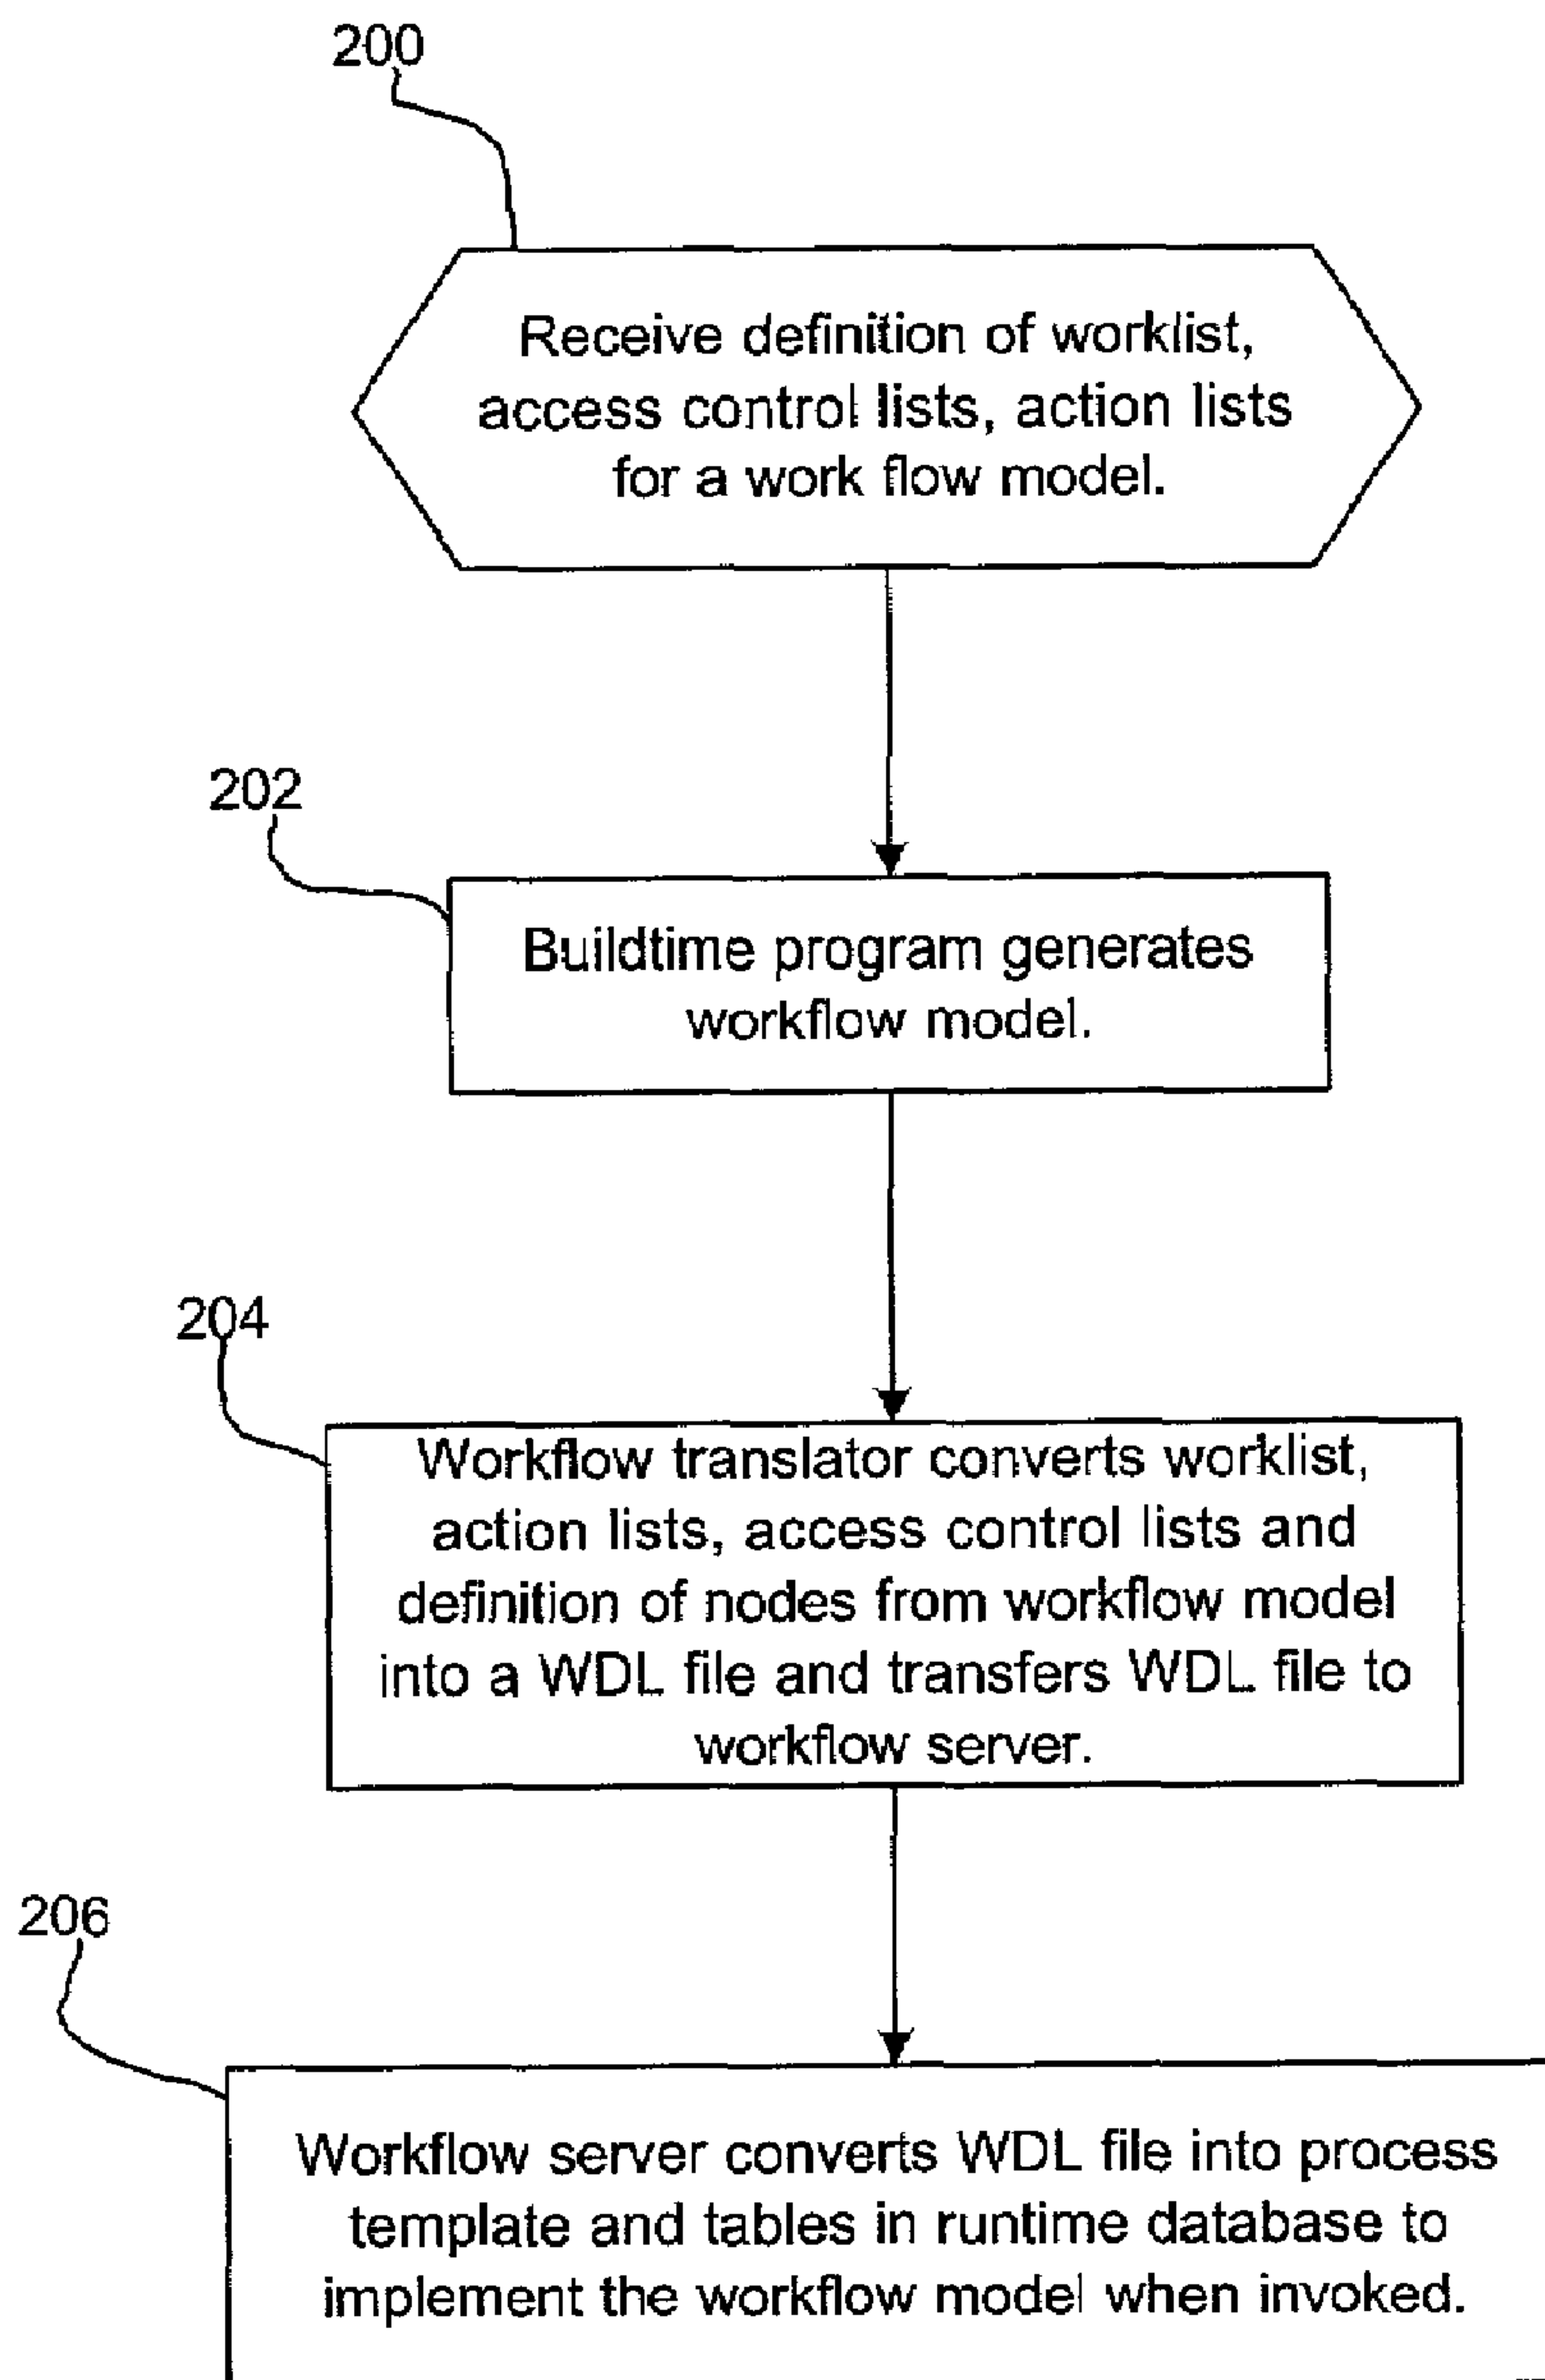 200
Receive definition of worklist,
access control lists, action lists
for a work flow model.
202
Buildtime program generates
workflow model.
204
Workflow translator converts worklist,
action lists, access control lists and
definition of nodes from workflow model
into a WDL file and transfers WDL file to
workflow server.
206
Workflow server converts WDL file into process
template and tables in runtime database to
implement the workflow model when invoked.